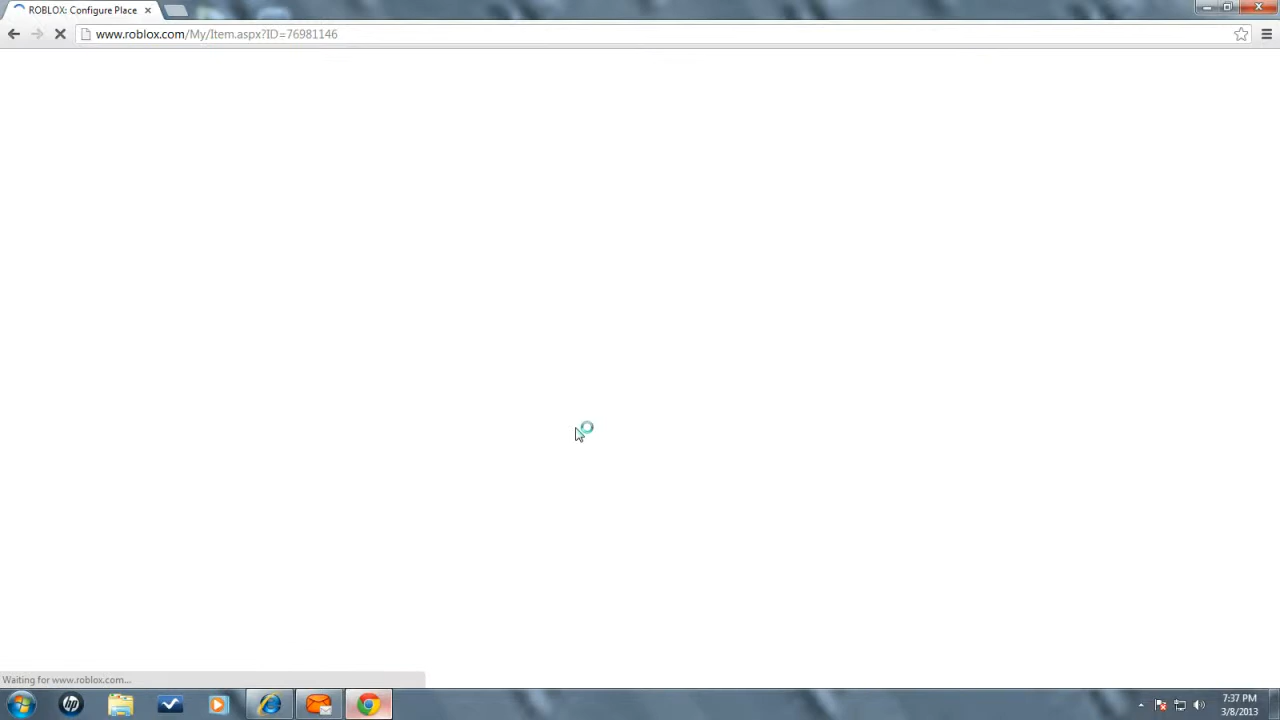 ROBLOX: Configure Place
www.roblox.com/My/Item.aspx?ID=76981146
Waiting for www.roblox.com...
hp
7:37 PM
3/8/2013